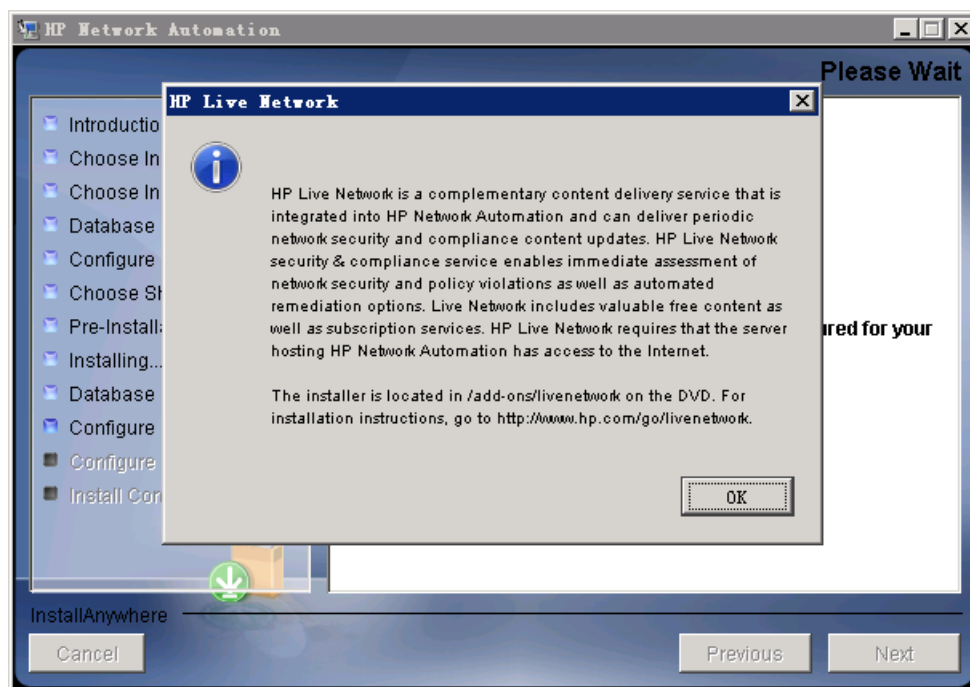 HP Network Automation
Please Wait
HP Live Network
Introductio
Choose In
Choose In
Database
Configure
Choose Sh
Pre-Install
Installing...
Database
Configure
Configure
Install Con
HP Live Network is a complementary content delivery service that is
integrated into HP Network Automation and can deliver periodic
network security and compliance content updates. HP Live Network
security & compliance service enables immediate assessment of
network security and policy violations as well as automated
remediation options. Live Network includes valuable free content as
well as subscription services. HP Live Network requires that the server
hosting HP Network Automation has access to the Internet.
The installer is located in /add-ons/livenetwork on the DVD. For
installation instructions, go to http://www.hp.com/go/livenetwork.
OK
ured for your
InstallAnywhere
Cancel
Previous
Next